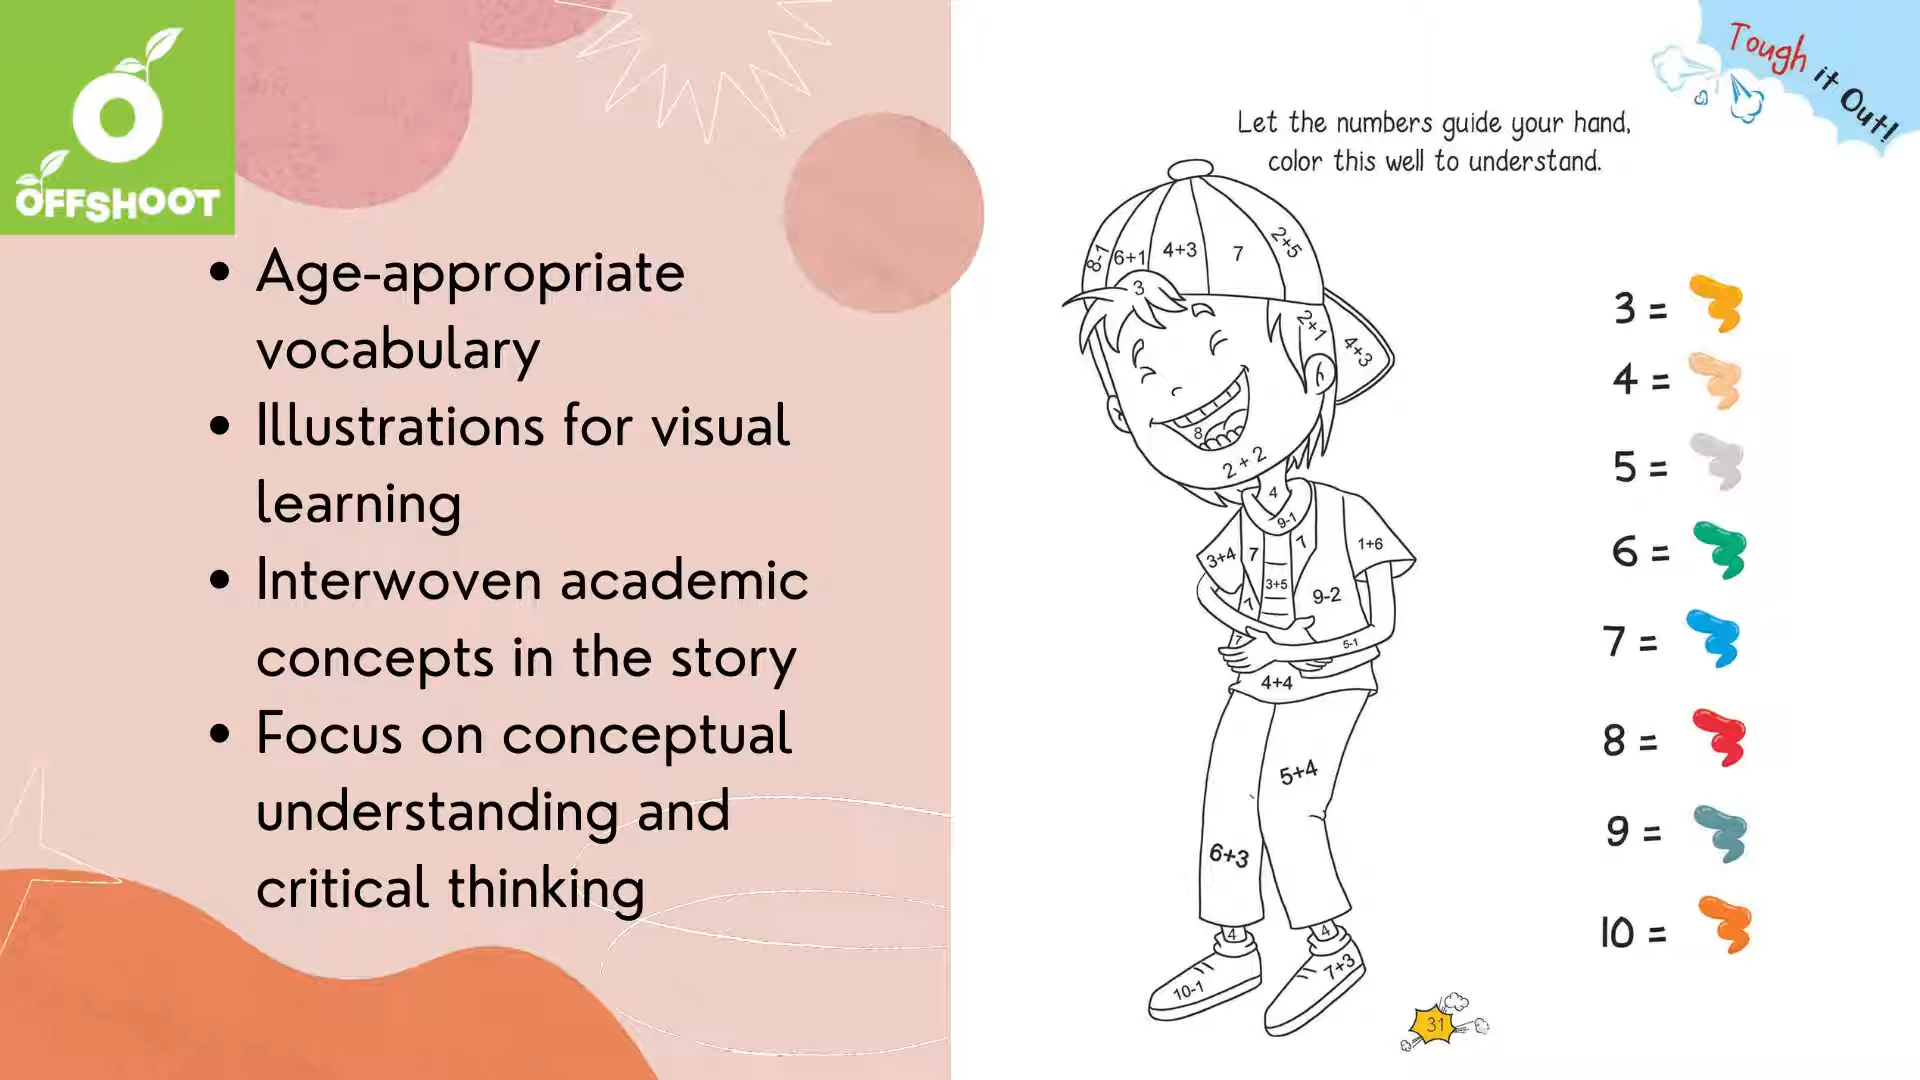 OFFSHOOT
• Age-appropriate
vocabulary
• Illustrations for visual
learning
• Interwoven academic
concepts in the story
• Focus on conceptual
understanding and
critical thinking
Tough it Out!
Let the numbers guide your hand,
color this well to understand.
8-1
6+1
4+3
7
2+5
3
2+1
4+3
8
2+2
4
9-1
3+4
7
7
1+6
3+5
9-2
7
7
5-1
4+4
5+4
6+3
4
4
10-1
7+3
3 =
4 =
5 =
6 =
7 =
8 =
9 =
10 =
31